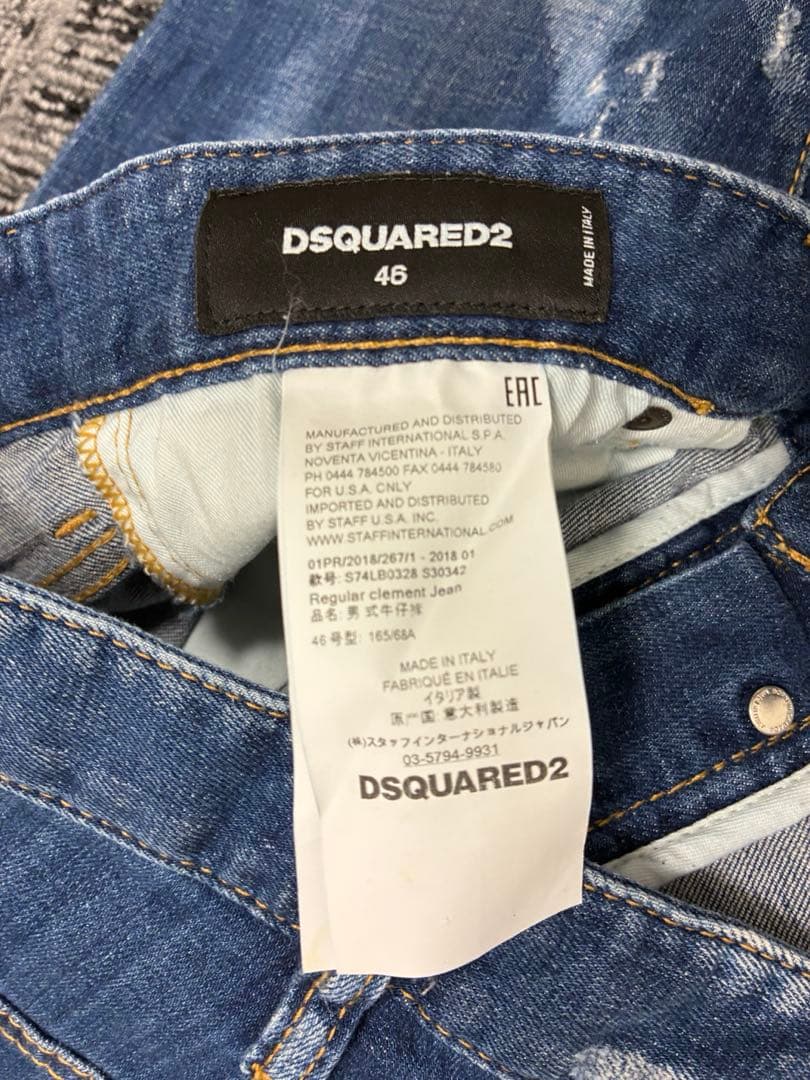 DSQUARED2
46
MADE IN ITALY
EAC
MANUFACTURED AND DISTRIBUTED
BY STAFF INTERNATIONAL S.P.A.
NOVENTA VICENTINA - ITALY
PH 0444 784500 FAX 0444 784580
FOR U.S.A. ONLY
IMPORTED AND DISTRIBUTED
BY STAFF U.S.A. INC.
WWW.STAFFINTERNATIONAL.COM
01PR/2018/267/1 - 2018 01
款号: S74LB0328 S30342
Regular clement Jean
品名: 男式牛仔裤
46 号型: 165/68A
MADE IN ITALY
FABRIQUÉ EN ITALIE
イタリア製
原产国: 意大利製造
(株)スタッフインターナショナルジャパン
03-5794-9931
DSQUARED2